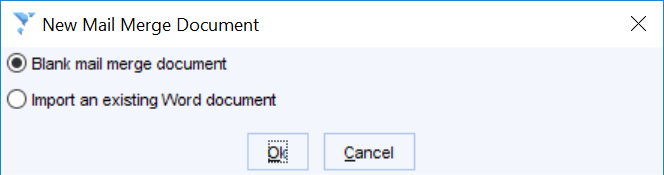 New Mail Merge Document
Blank mail merge document
Import an existing Word document
Ok Cancel